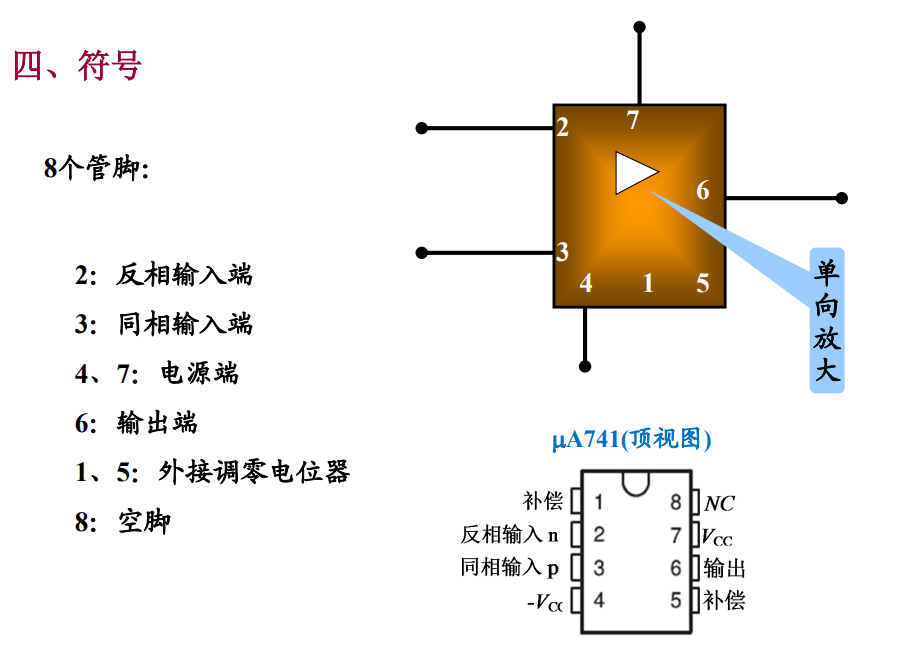 四、符号
8个管脚:
2: 反相输入端
3: 同相输入端
4、7: 电源端
6: 输出端
1、5: 外接调零电位器
8: 空脚
7
2
6
3
4 1 5
单向放大
μA741(顶视图)
补偿 1 8 NC
反相输入 n 2 7 VCC
同相输入 p 3 6 输出
-VCC 4 5 补偿